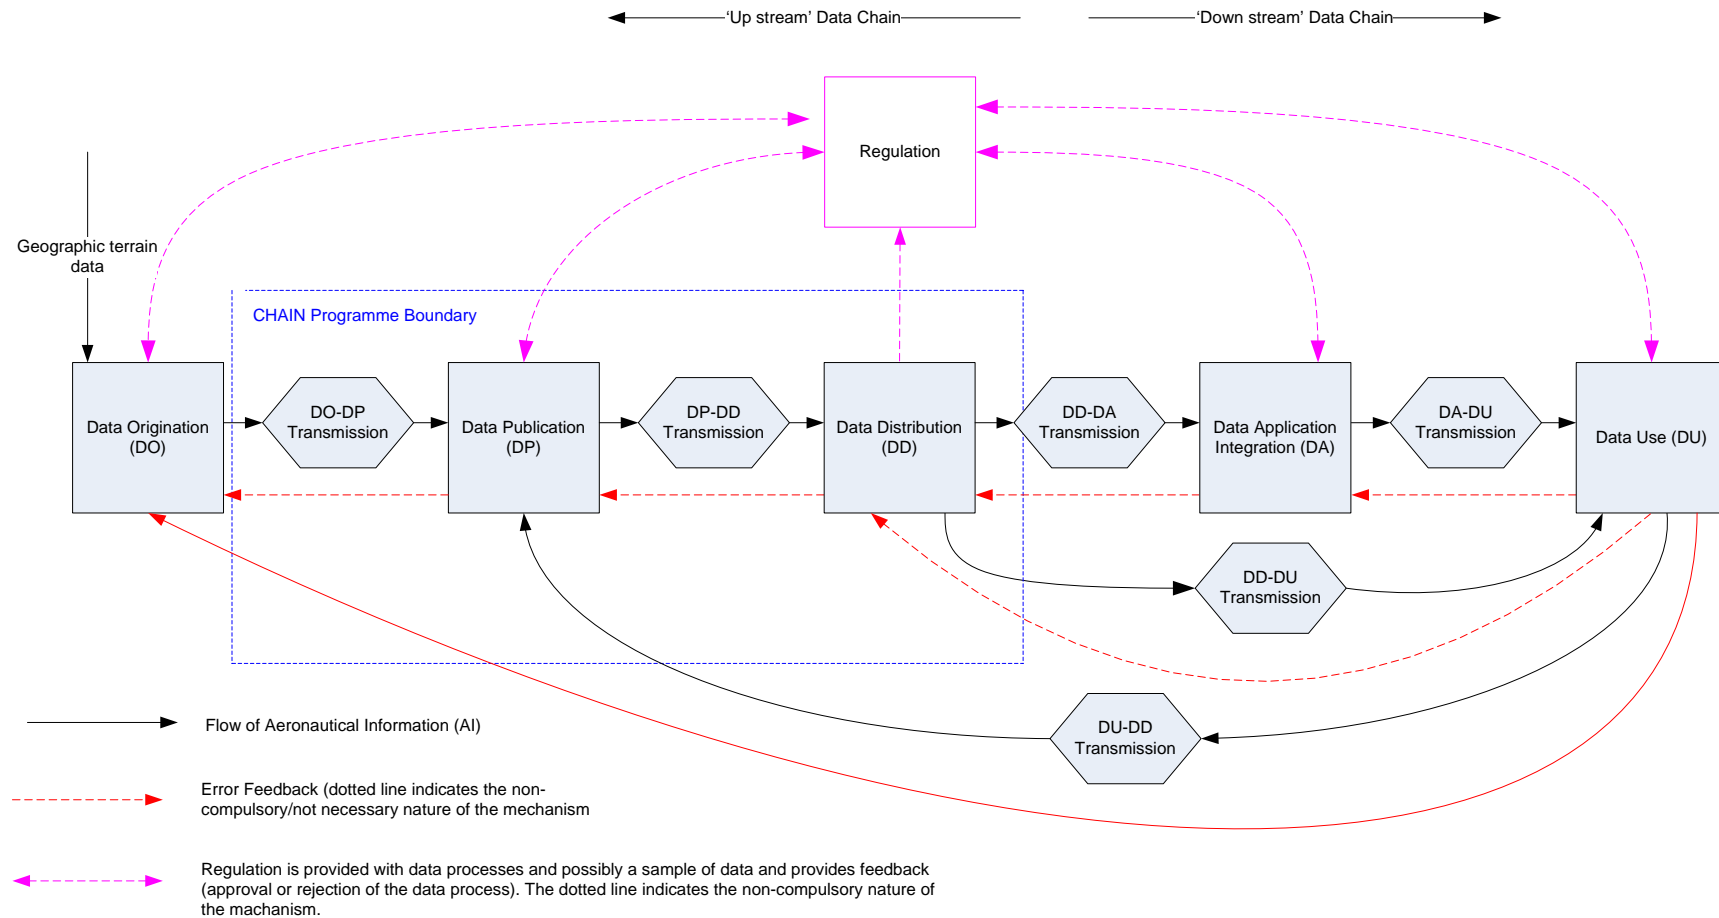 ‘Up stream’ Data Chain
‘Down stream’ Data Chain
Regulation
Geographic terrain
data
CHAIN Programme Boundary
Data Origination
(DO)
DO-DP
Transmission
Data Publication
(DP)
DP-DD
Transmission
Data Distribution
(DD)
DD-DA
Transmission
Data Application
Integration (DA)
DA-DU
Transmission
Data Use (DU)
DD-DU
Transmission
DU-DD
Transmission
Flow of Aeronautical Information (AI)
Error Feedback (dotted line indicates the non-
compulsory/not necessary nature of the mechanism
Regulation is provided with data processes and possibly a sample of data and provides feedback
(approval or rejection of the data process). The dotted line indicates the non-compulsory nature of
the machanism.